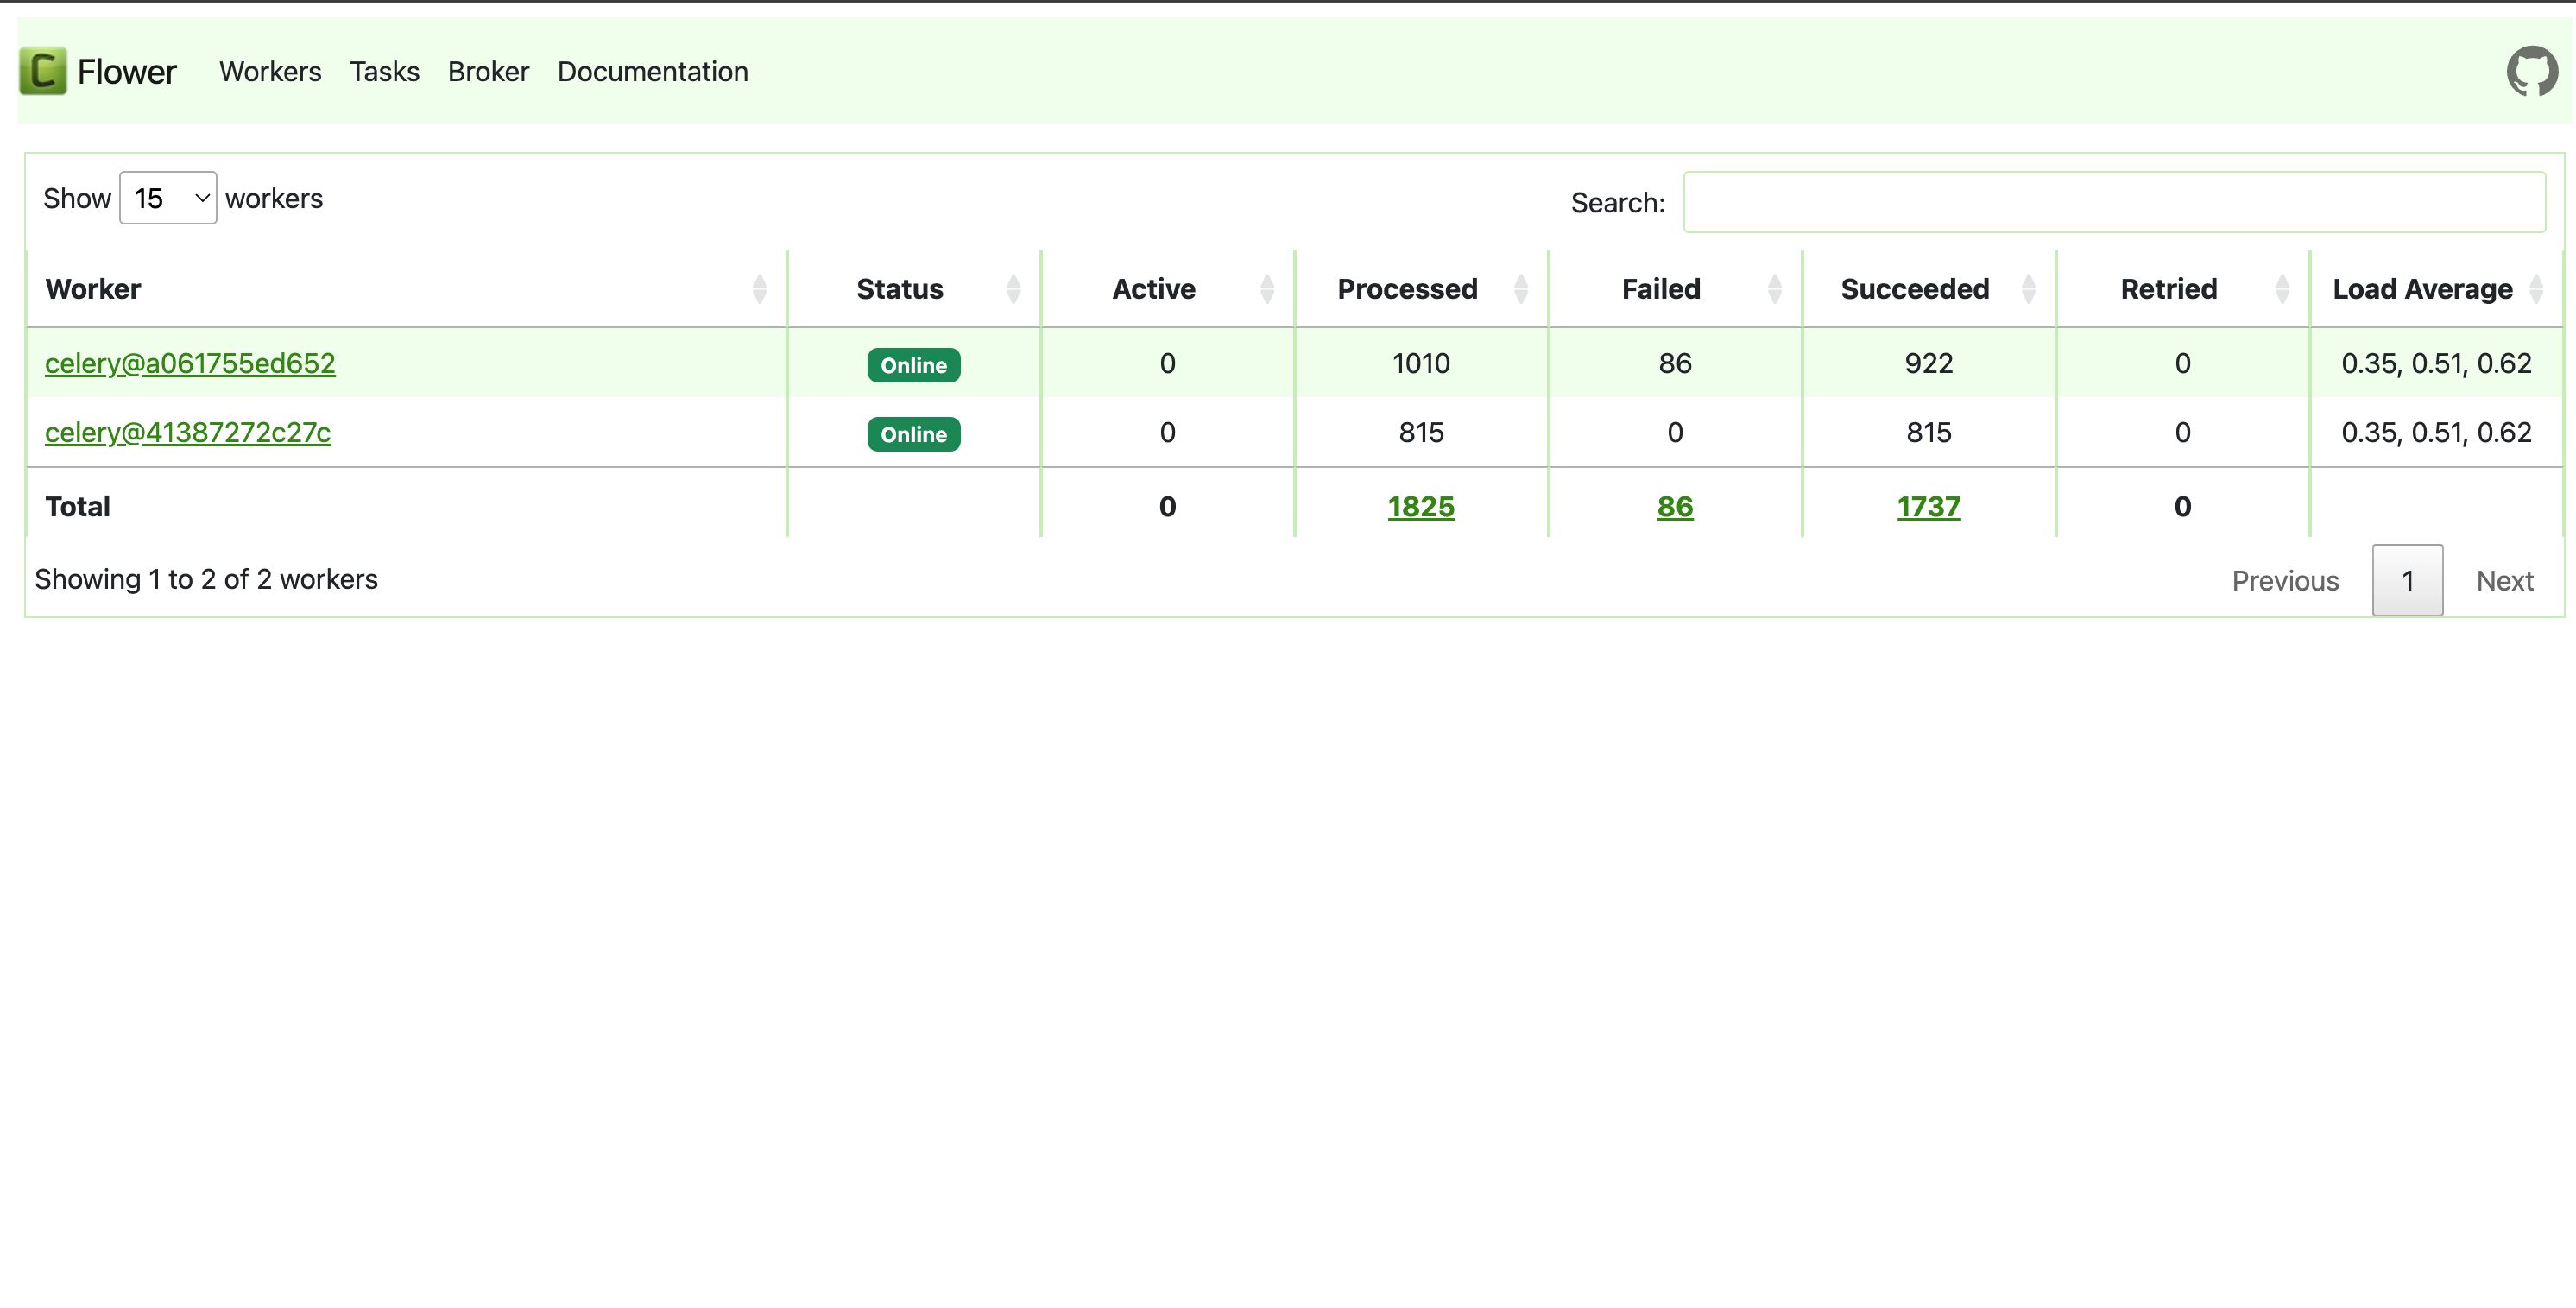 C Flower Workers Tasks Broker Documentation
Show 15 workers Search:
Worker Status Active Processed Failed Succeeded Retried Load Average
celery@a061755ed652 Online 0 1010 86 922 0 0.35, 0.51, 0.62
celery@41387272c27c Online 0 815 0 815 0 0.35, 0.51, 0.62
Total 0 1825 86 1737 0
Showing 1 to 2 of 2 workers Previous 1 Next